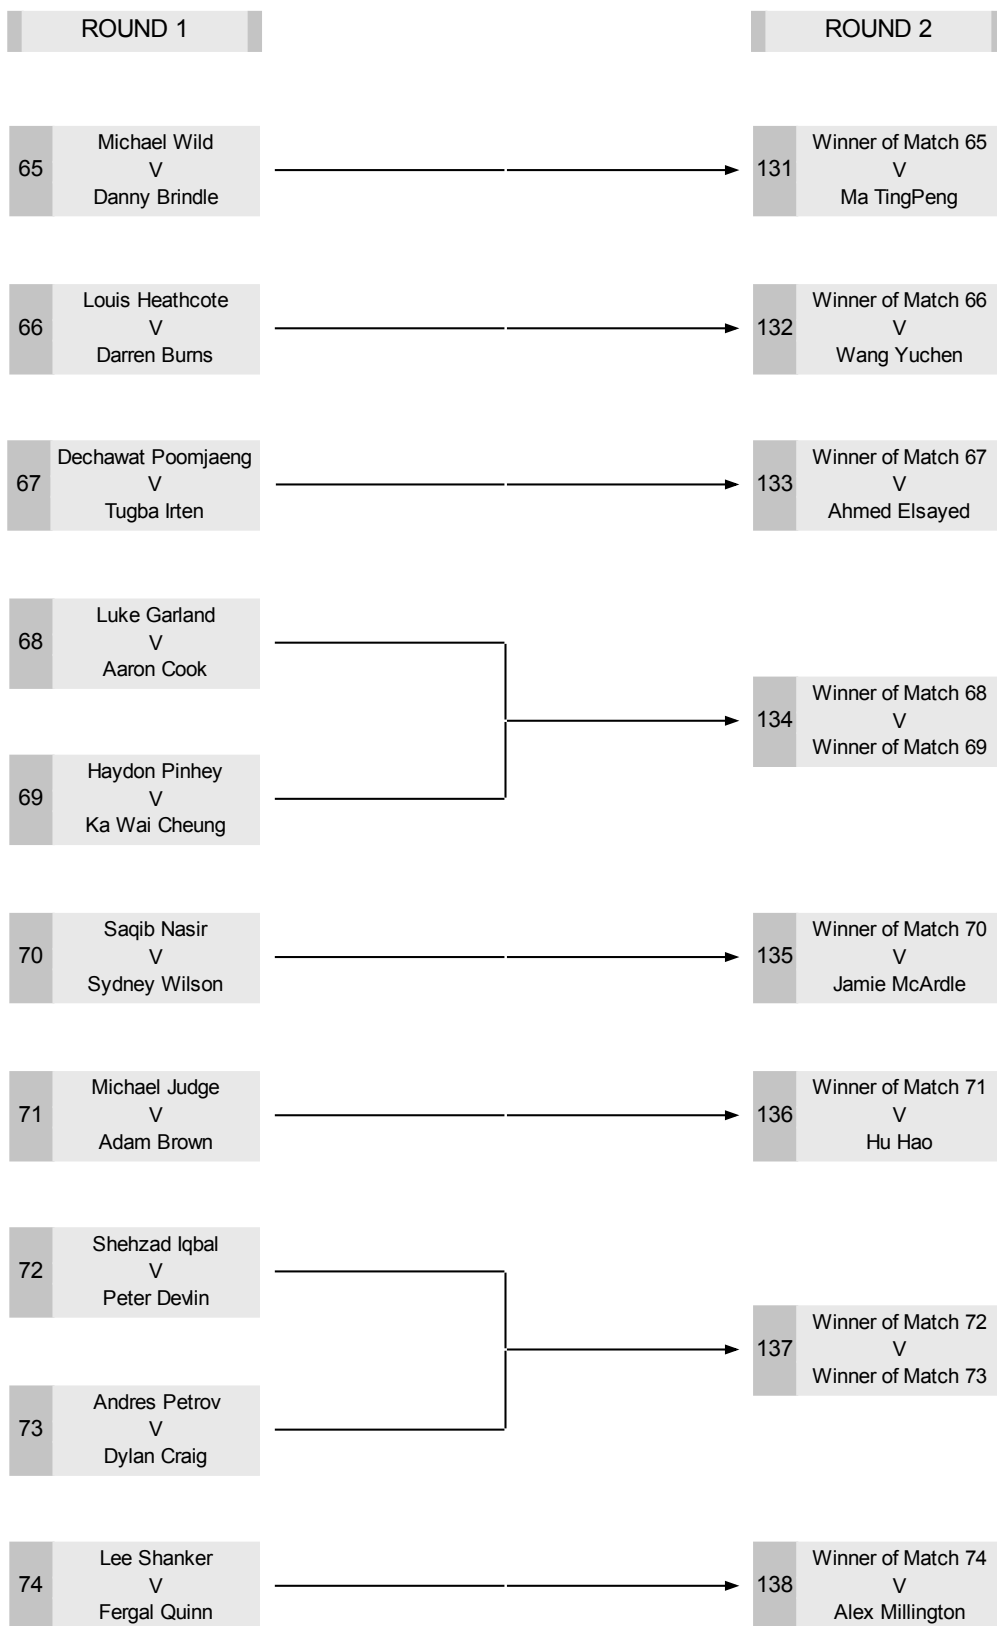 ROUND 1
ROUND 2
65
Michael Wild
V
Danny Brindle
131
Winner of Match 65
V
Ma TingPeng
66
Louis Heathcote
V
Darren Burns
132
Winner of Match 66
V
Wang Yuchen
67
Dechawat Poomjaeng
V
Tugba Irten
133
Winner of Match 67
V
Ahmed Elsayed
68
Luke Garland
V
Aaron Cook
134
Winner of Match 68
V
Winner of Match 69
69
Haydon Pinhey
V
Ka Wai Cheung
70
Saqib Nasir
V
Sydney Wilson
135
Winner of Match 70
V
Jamie McArdle
71
Michael Judge
V
Adam Brown
136
Winner of Match 71
V
Hu Hao
72
Shehzad Iqbal
V
Peter Devlin
137
Winner of Match 72
V
Winner of Match 73
73
Andres Petrov
V
Dylan Craig
74
Lee Shanker
V
Fergal Quinn
138
Winner of Match 74
V
Alex Millington